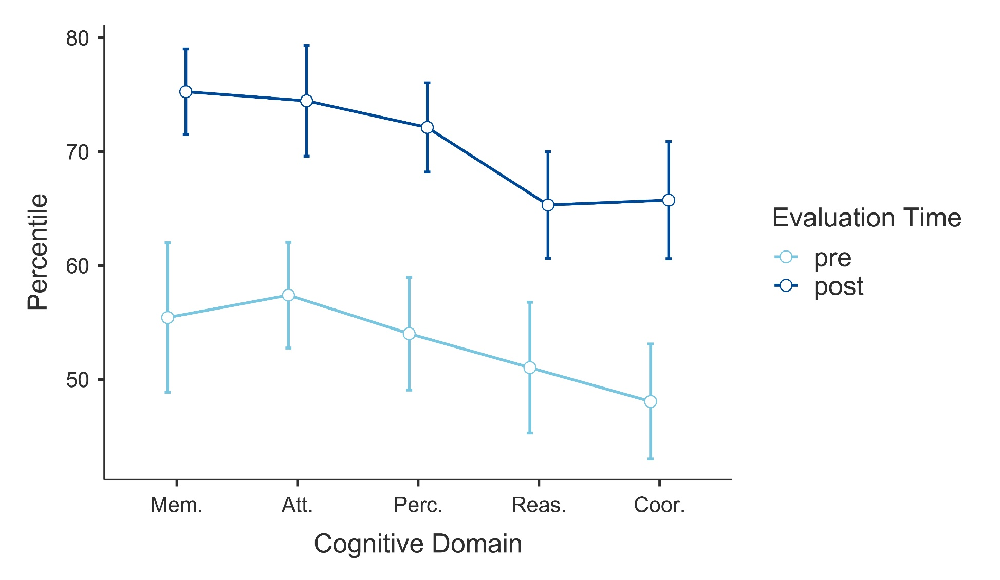 80
70
60
50
Percentile
Mem. Att. Perc. Reas. Coor.
Cognitive Domain
Evaluation Time
pre
post